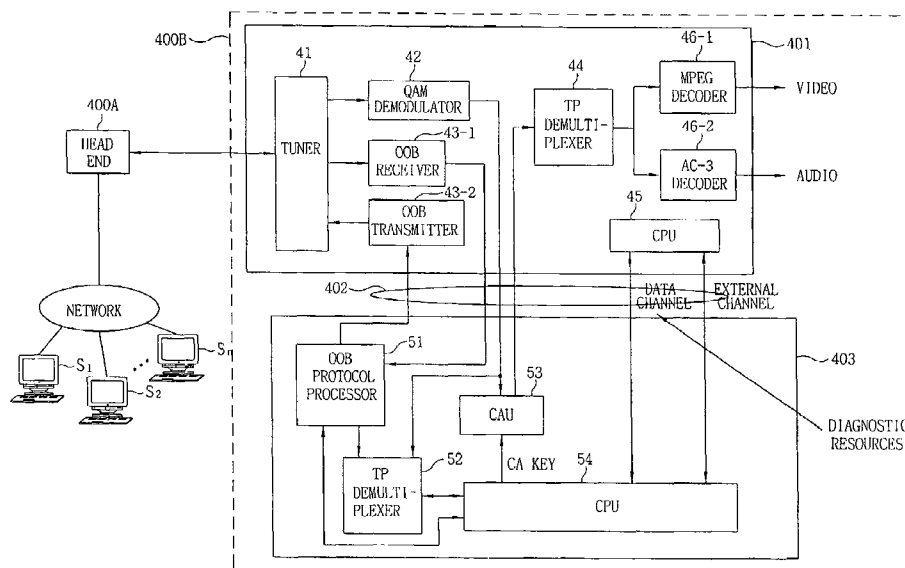 400B
41
42
QAM
DEMODULATOR
43-1
OOB
RECEIVER
43-2
OOB
TRANSMITTER
TUNER
44
TP
DEMULTI-
PLEXER
46-1
MPEG
DECODER
401
VIDEO
46-2
AC-3
DECODER
AUDIO
45
CPU
400A
HEAD
END
NETWORK
S1
S2
...
402
DATA
CHANNEL
EXTERNAL
CHANNEL
51
OOB
PROTOCOL
PROCESSOR
403
53
CAU
CA KEY
52
TP
DEMULTI-
PLEXER
54
CPU
DIAGNOSTIC
RESOURCES